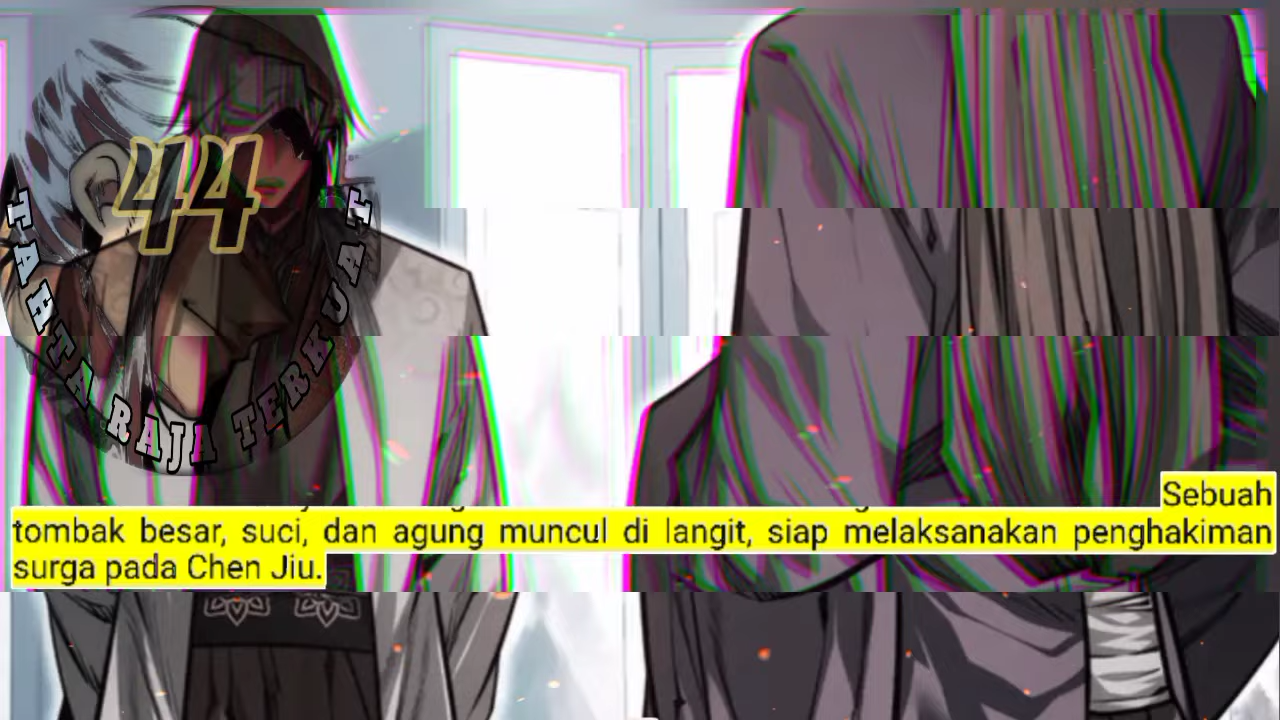 44
TAHTA RAJA TERKUAT
Sebuah
tombak besar, suci, dan agung muncul di langit, siap melaksanakan penghakiman
surga pada Chen Jiu.